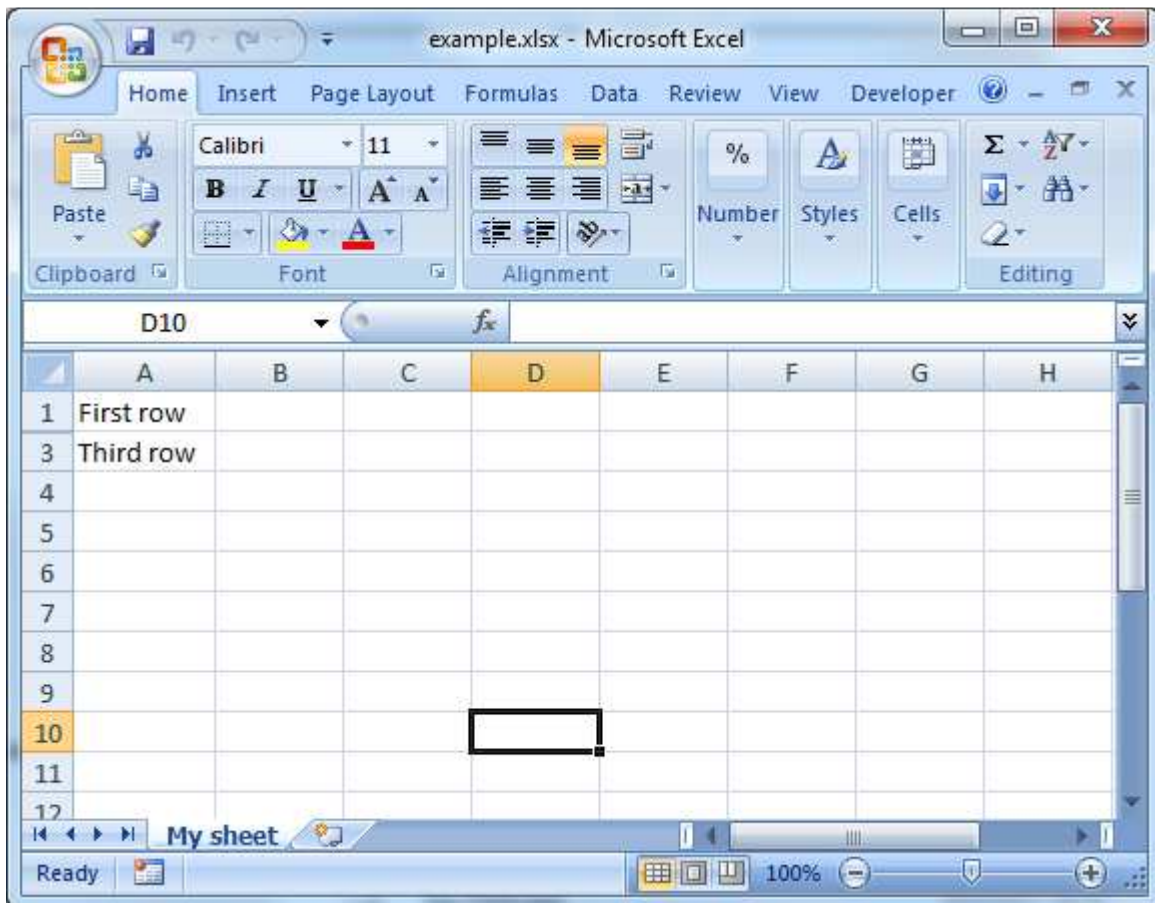 example.xlsx - Microsoft Excel
Home Insert Page Layout Formulas Data Review View Developer
Calibri 11
B I U A A
Paste
A
% Number
Styles
Cells
Σ
Clipboard Font Alignment Editing
D10 fx
A B C D E F G H
1 First row
3 Third row
4
5
6
7
8
9
10
11
12
My sheet
Ready 100%